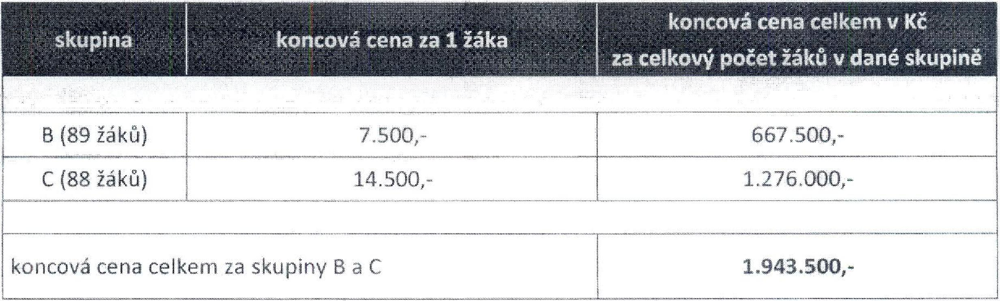 skupina
koncová cena za 1 žáka
koncová cena celkem v Kč
za celkový počet žáků v dané skupině
B (89 žáků)
7.500,-
667.500,-
C (88 žáků)
14.500,-
1.276.000,-
koncová cena celkem za skupiny B a C
1.943.500,-